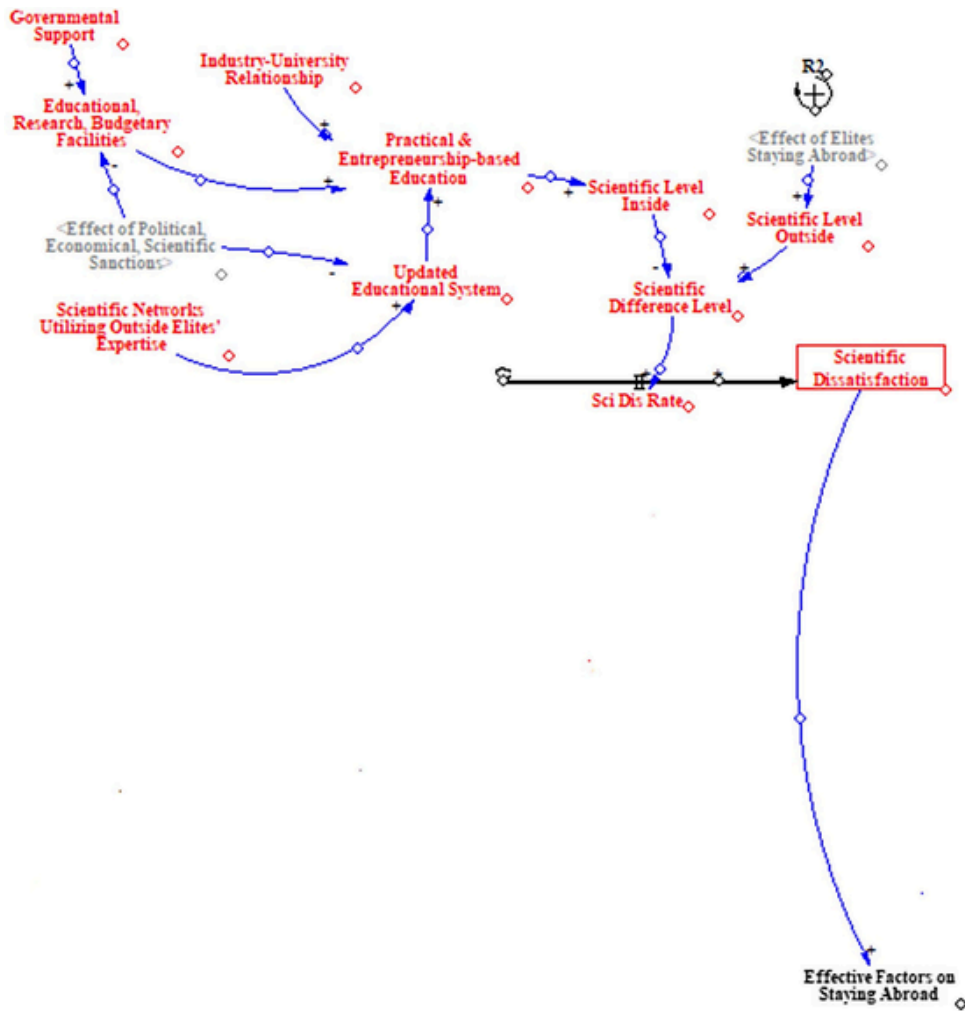 Governmental
Support
Industry-University
Relationship
R2
Educational,
Research, Budgetary
Facilities
Practical &
Entrepreneurship-based
Education
<Effect of Elites
Staying Abroad>
Scientific Level
Inside
Scientific Level
Outside
<Effect of Political,
Economical, Scientific
Sanctions>
Updated
Educational System
Scientific
Difference Level
Scientific Networks
Utilizing Outside Elites'
Expertise
Scientific
Dissatisfaction
Sci Dis Rate
Effective Factors on
Staying Abroad